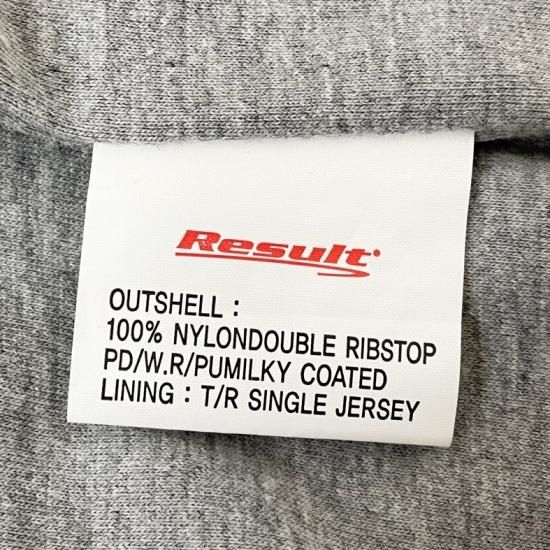 Result
OUTSHELL :
100% NYLONDOUBLE RIBSTOP
PD/W.R/PUMILKY COATED
LINING : T/R SINGLE JERSEY